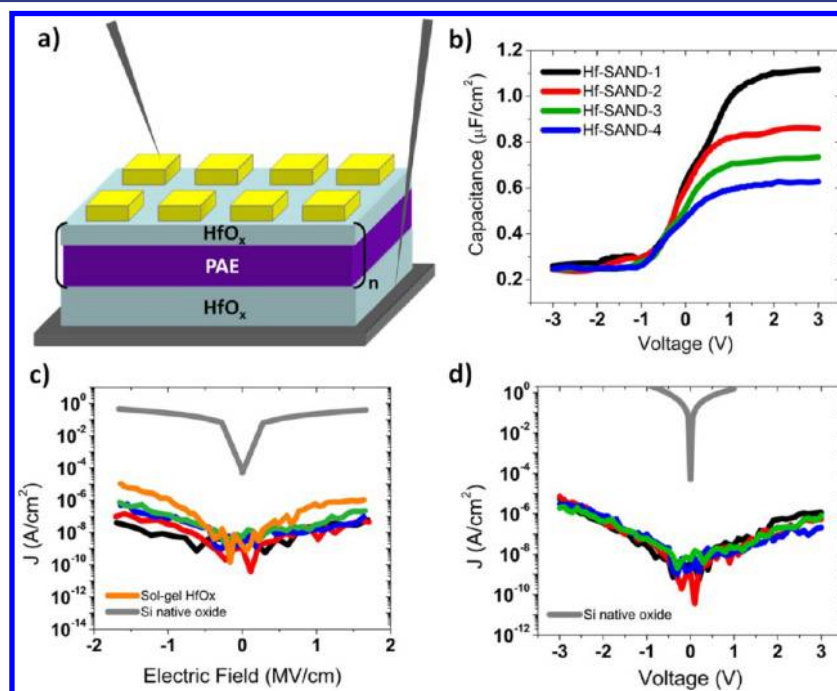 a)
HfOx
PAE
HfOx
n
b)
Capacitance (μF/cm²)
1.2
1.0
0.8
0.6
0.4
0.2
Hf-SAND-1
Hf-SAND-2
Hf-SAND-3
Hf-SAND-4
-3 -2 -1 0 1 2 3
Voltage (V)
c)
J (A/cm²)
10⁰
10⁻²
10⁻⁴
10⁻⁶
10⁻⁸
10⁻¹⁰
10⁻¹²
10⁻¹⁴
Sol-gel HfOx
Si native oxide
-2 -1 0 1 2
Electric Field (MV/cm)
d)
J (A/cm²)
10⁰
10⁻²
10⁻⁴
10⁻⁶
10⁻⁸
10⁻¹⁰
10⁻¹²
Si native oxide
-3 -2 -1 0 1 2 3
Voltage (V)